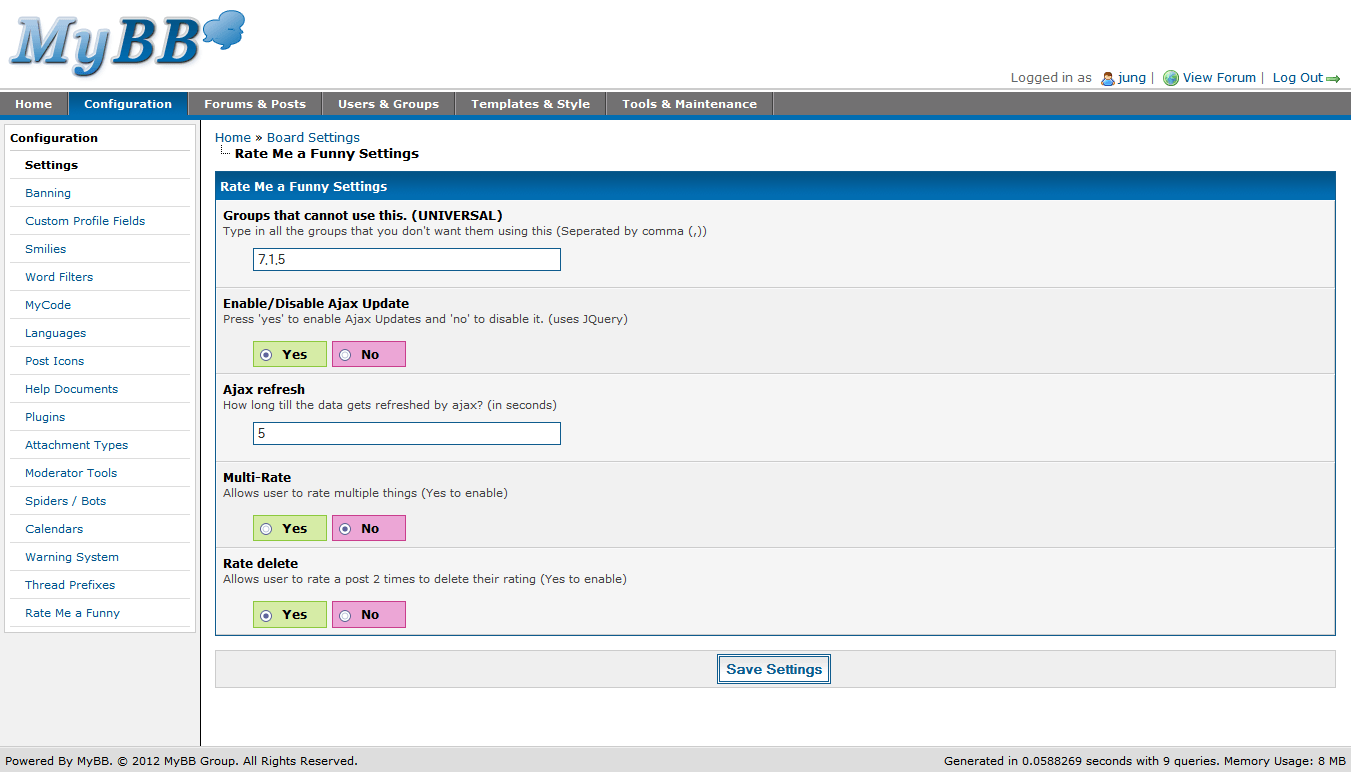 MyBB
Logged in as jung | View Forum | Log Out
Home Configuration Forums & Posts Users & Groups Templates & Style Tools & Maintenance
Configuration
Settings
Banning
Custom Profile Fields
Smilies
Word Filters
MyCode
Languages
Post Icons
Help Documents
Plugins
Attachment Types
Moderator Tools
Spiders / Bots
Calendars
Warning System
Thread Prefixes
Rate Me a Funny
Home » Board Settings
Rate Me a Funny Settings
Rate Me a Funny Settings
Groups that cannot use this. (UNIVERSAL)
Type in all the groups that you don't want them using this (Seperated by comma (,))
7,1,5
Enable/Disable Ajax Update
Press 'yes' to enable Ajax Updates and 'no' to disable it. (uses JQuery)
Yes No
Ajax refresh
How long till the data gets refreshed by ajax? (in seconds)
5
Multi-Rate
Allows user to rate multiple things (Yes to enable)
Yes No
Rate delete
Allows user to rate a post 2 times to delete their rating (Yes to enable)
Yes No
Save Settings
Powered By MyBB. © 2012 MyBB Group. All Rights Reserved.
Generated in 0.0588269 seconds with 9 queries. Memory Usage: 8 MB